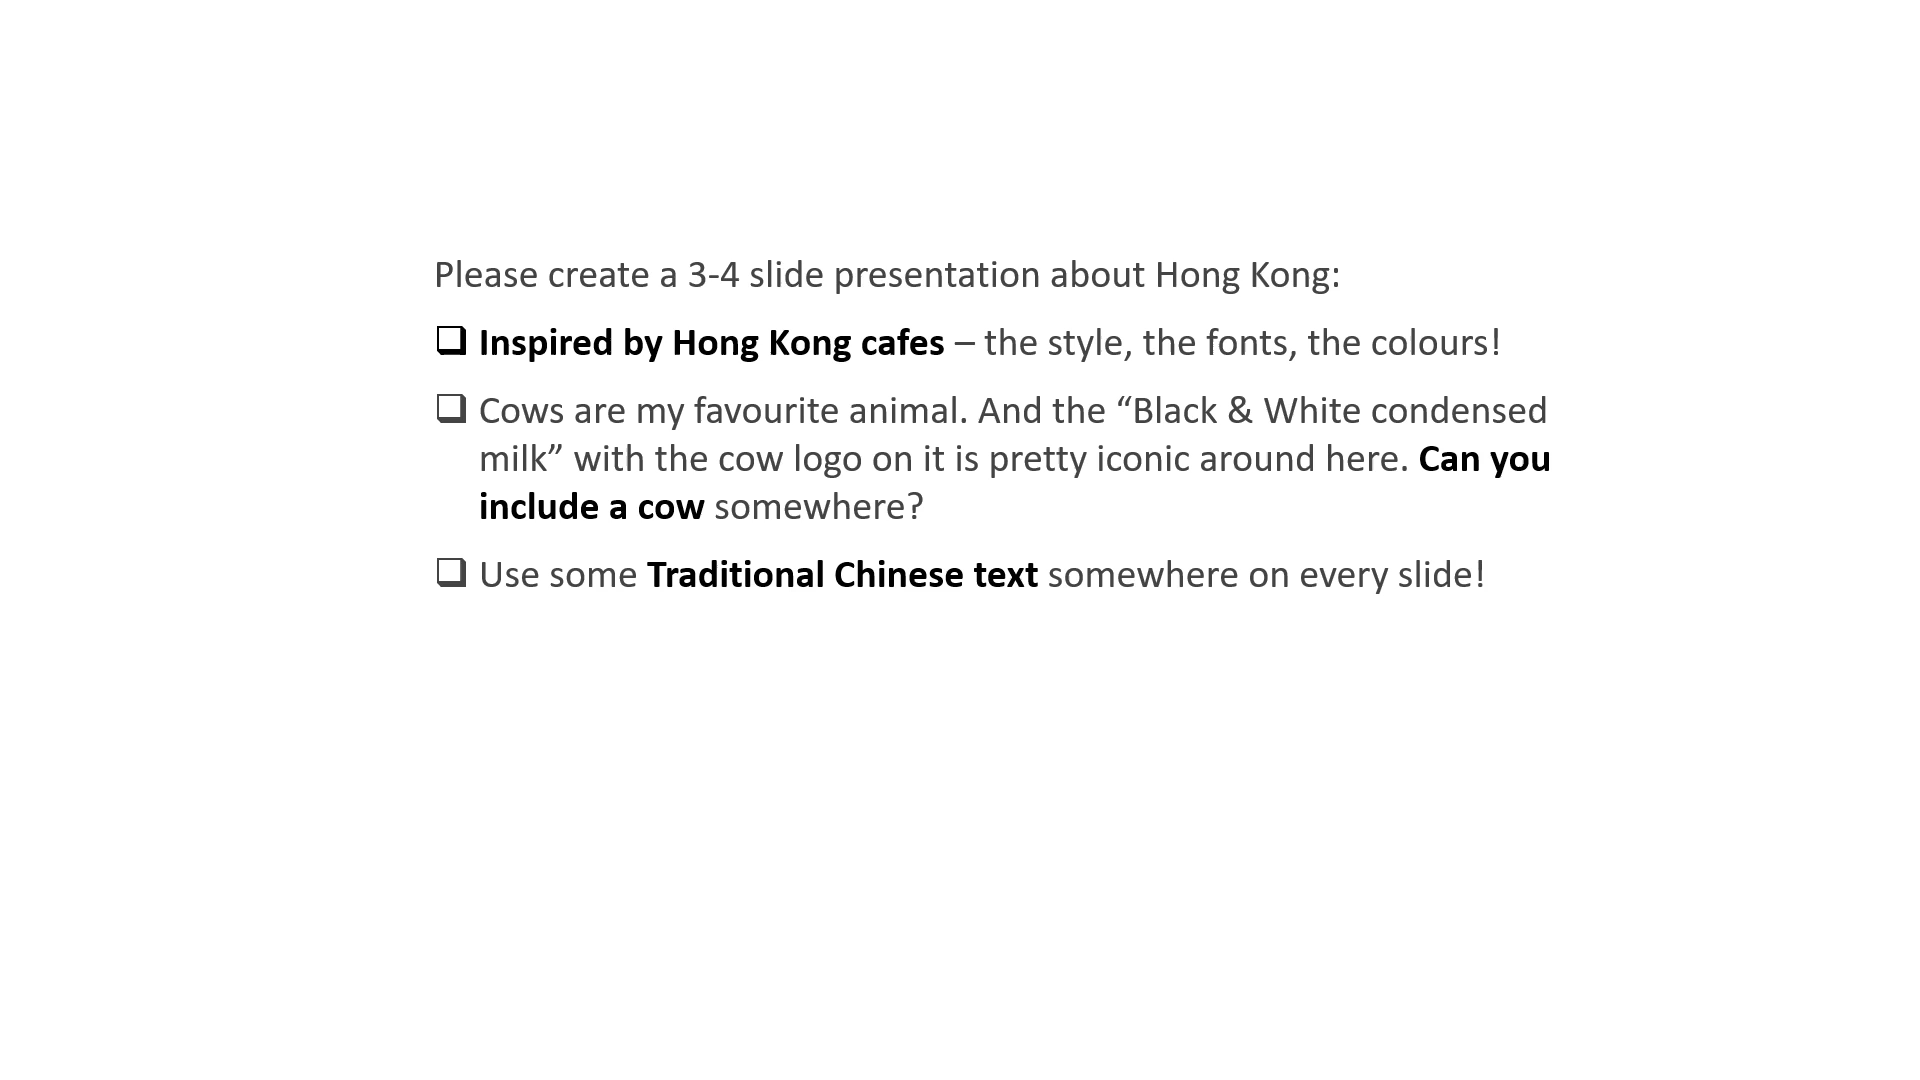 Please create a 3-4 slide presentation about Hong Kong:
❑ Inspired by Hong Kong cafes – the style, the fonts, the colours!
❑ Cows are my favourite animal. And the “Black & White condensed
milk” with the cow logo on it is pretty iconic around here. Can you
include a cow somewhere?
❑ Use some Traditional Chinese text somewhere on every slide!